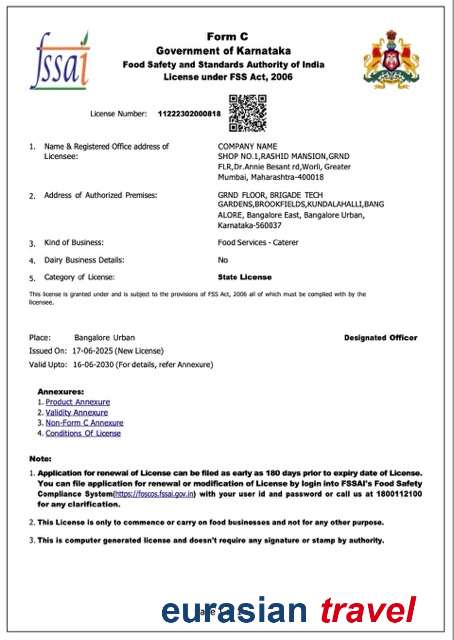 fssai
Form C
Government of Karnataka
Food Safety and Standards Authority of India
License under FSS Act, 2006
License Number: 11222302000818
1. Name & Registered Office address of Licensee: COMPANY NAME
SHOP NO.1,RASHID MANSION,GRND
FLR,Dr.Annie Besant rd,Worli, Greater
Mumbai, Maharashtra-400018
2. Address of Authorized Premises: GRND FLOOR, BRIGADE TECH
GARDENS,BROOKFIELDS,KUNDALAHALLI,BANG
ALORE, Bangalore East, Bangalore Urban,
Karnataka-560037
3. Kind of Business: Food Services - Caterer
4. Dairy Business Details: No
5. Category of License: State License
This license is granted under and is subject to the provisions of FSS Act, 2006 all of which must be complied with by the
licensee.
Place: Bangalore Urban Designated Officer
Issued On: 17-06-2025 (New License)
Valid Upto: 16-06-2030 (For details, refer Annexure)
Annexures:
1. Product Annexure
2. Validity Annexure
3. Non-Form C Annexure
4. Conditions Of License
Note:
1. Application for renewal of License can be filed as early as 180 days prior to expiry date of License.
You can file application for renewal or modification of License by login into FSSAI's Food Safety
Compliance System(https://foscos.fssai.gov.in) with your user id and password or call us at 1800112100
for any clarification.
2. This License is only to commence or carry on food businesses and not for any other purpose.
3. This is computer generated license and doesn't require any signature or stamp by authority.
eurasian travel